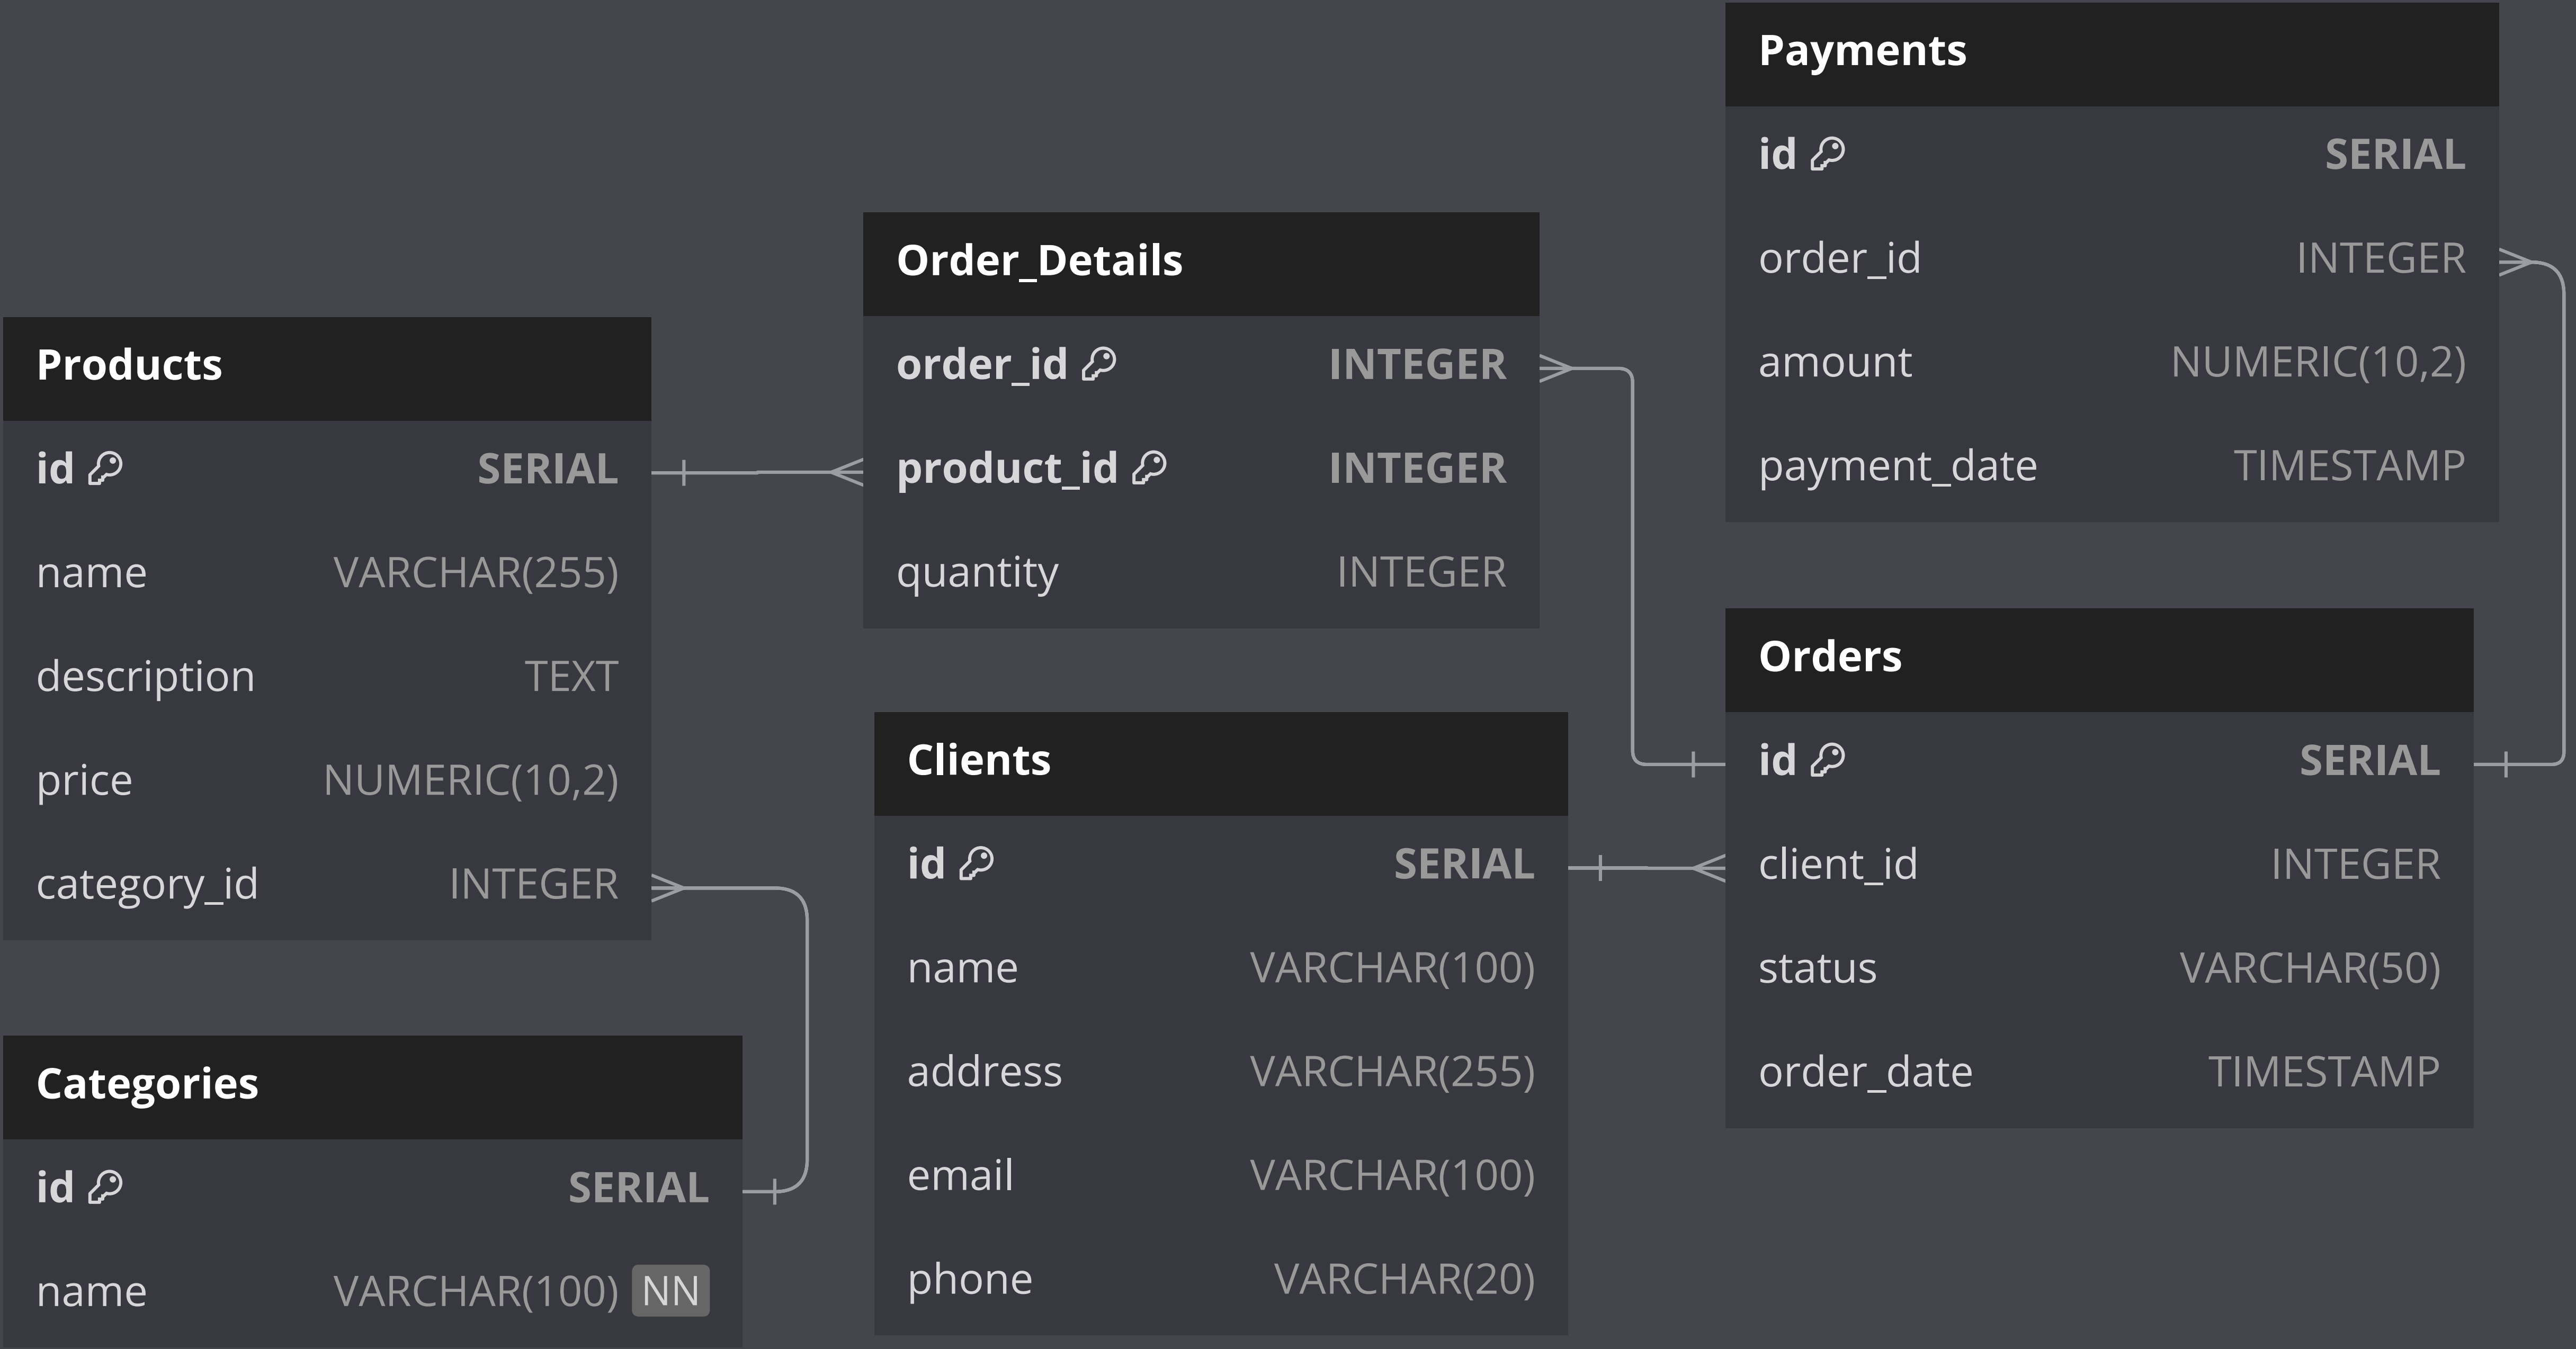 Payments
id SERIAL
order_id INTEGER
amount NUMERIC(10,2)
payment_date TIMESTAMP
Order_Details
order_id INTEGER
product_id INTEGER
quantity INTEGER
Products
id SERIAL
name VARCHAR(255)
description TEXT
price NUMERIC(10,2)
category_id INTEGER
Orders
id SERIAL
client_id INTEGER
status VARCHAR(50)
order_date TIMESTAMP
Clients
id SERIAL
name VARCHAR(100)
address VARCHAR(255)
email VARCHAR(100)
phone VARCHAR(20)
Categories
id SERIAL
name VARCHAR(100) NN